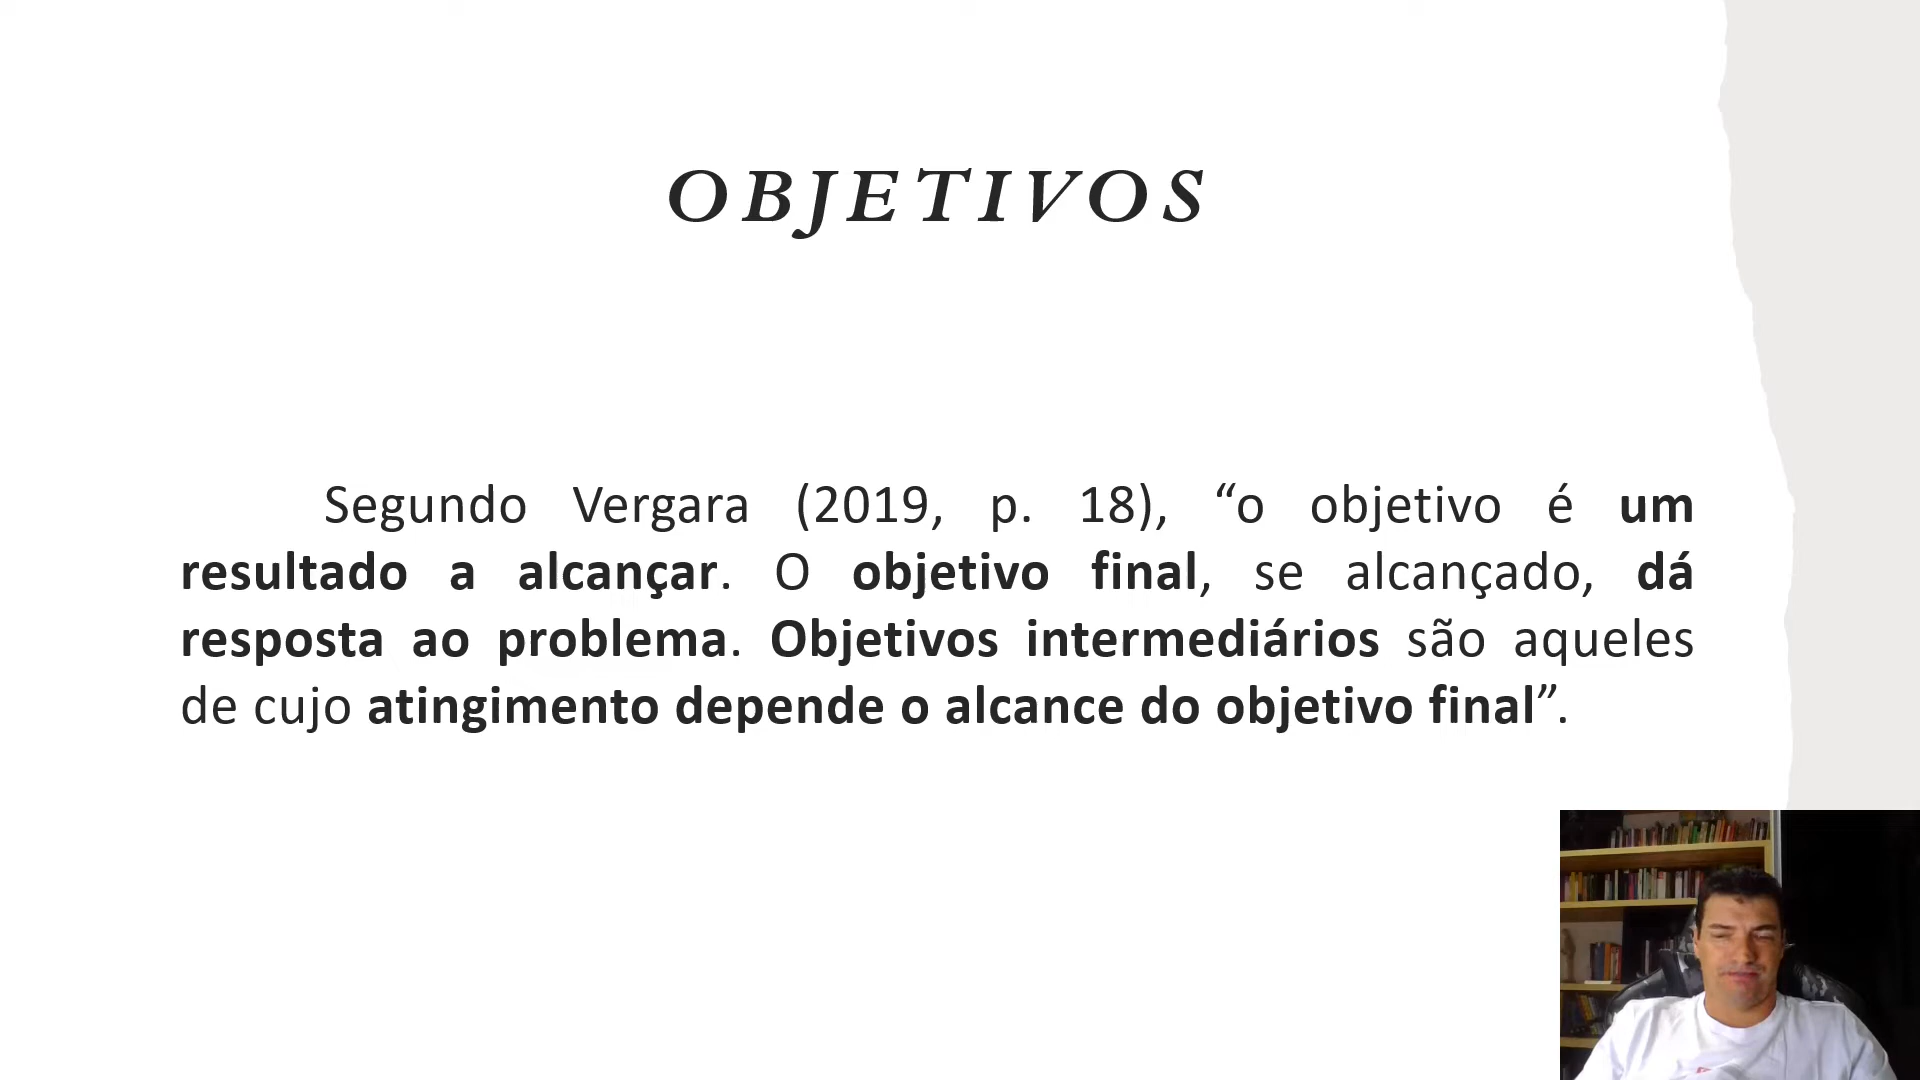 OBJETIVOS
Segundo Vergara (2019, p. 18), “o objetivo é um
resultado a alcançar. O objetivo final, se alcançado, dá
resposta ao problema. Objetivos intermediários são aqueles
de cujo atingimento depende o alcance do objetivo final”.